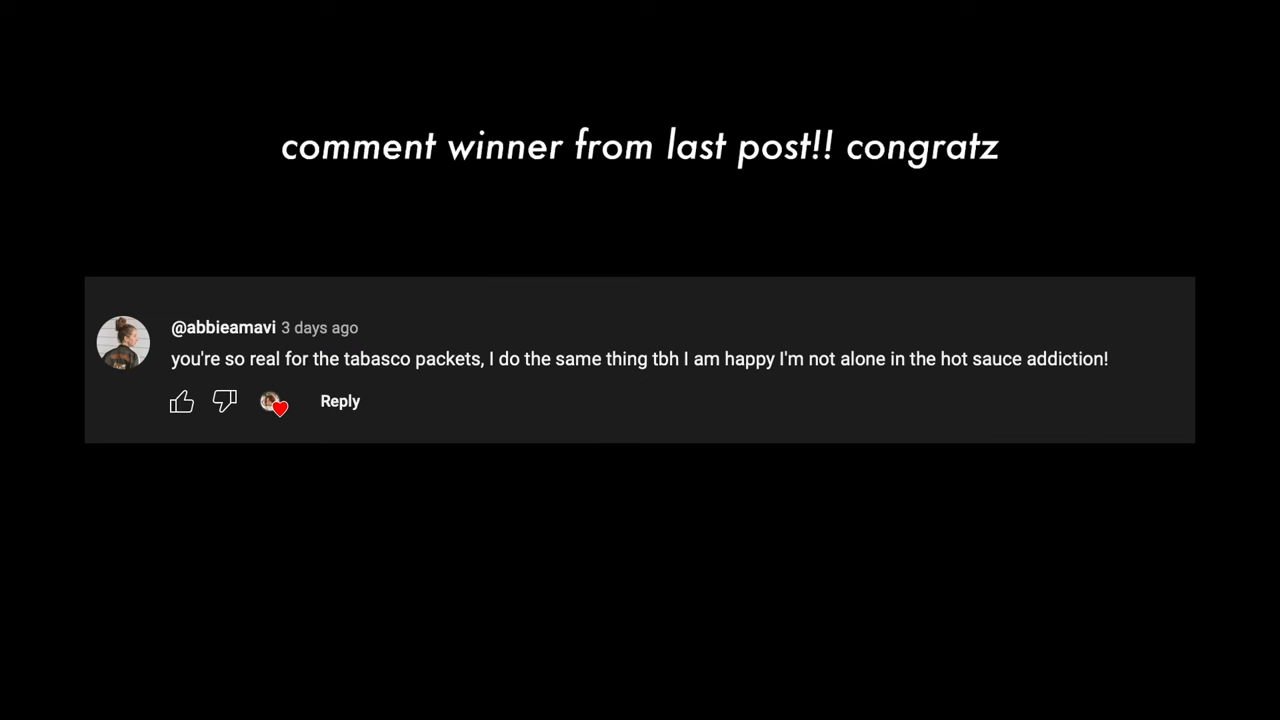 comment winner from last post!! congratz
@abbieamavi 3 days ago
you're so real for the tabasco packets, I do the same thing tbh I am happy I'm not alone in the hot sauce addiction!
Reply